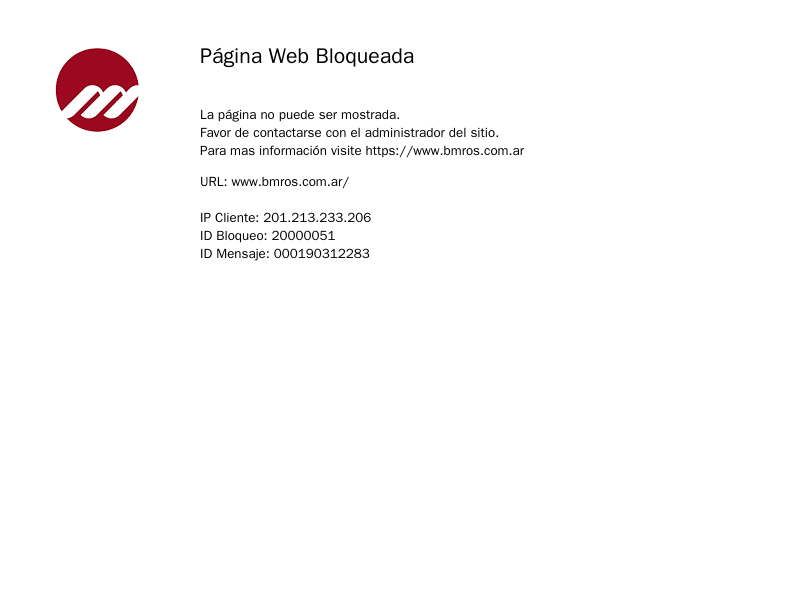 Página Web Bloqueada
La página no puede ser mostrada.
Favor de contactarse con el administrador del sitio.
Para mas información visite https://www.bmros.com.ar
URL: www.bmros.com.ar/
IP Cliente: 201.213.233.206
ID Bloqueo: 20000051
ID Mensaje: 000190312283